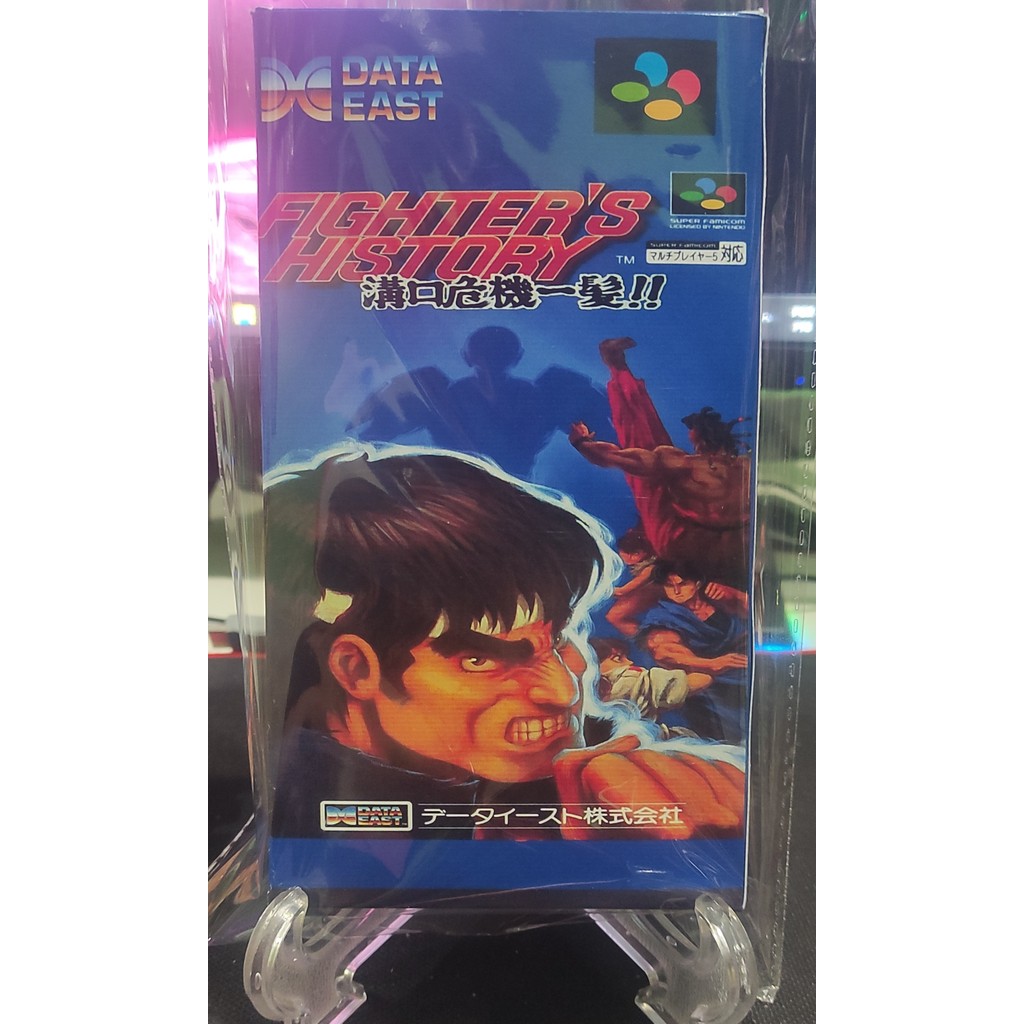 DATA
EAST
FIGHTER'S
HISTORY TM
溝口危機一髪!!
SUPER FAMICOM
LICENSED BY NINTENDO
SUPER FAMICOM
マルチプレイヤー5 対応
DATA
EAST
データイースト株式会社